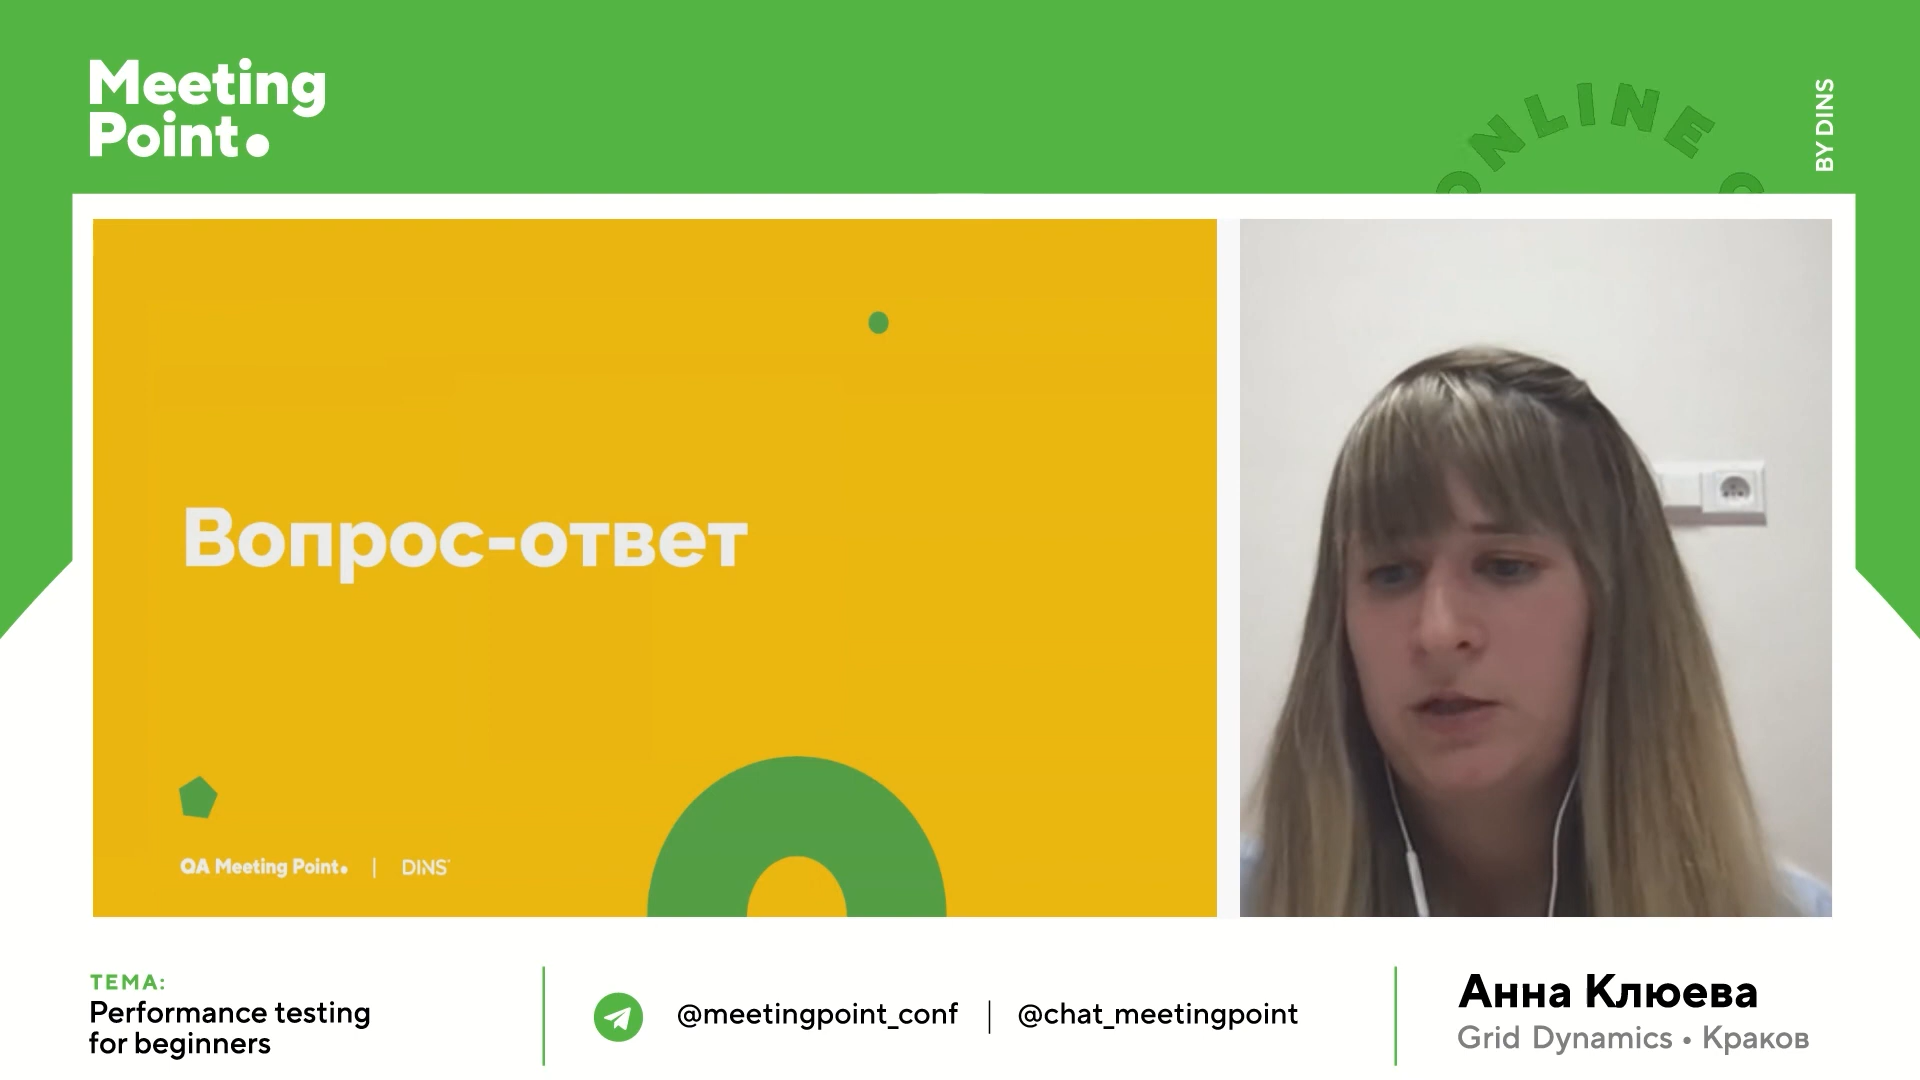 Meeting
Point.
ONLINE
BY DINS
Вопрос-ответ
QA Meeting Point. | DINS
ТЕМА:
Performance testing
for beginners
@meetingpoint_conf | @chat_meetingpoint
Анна Клюева
Grid Dynamics • Краков